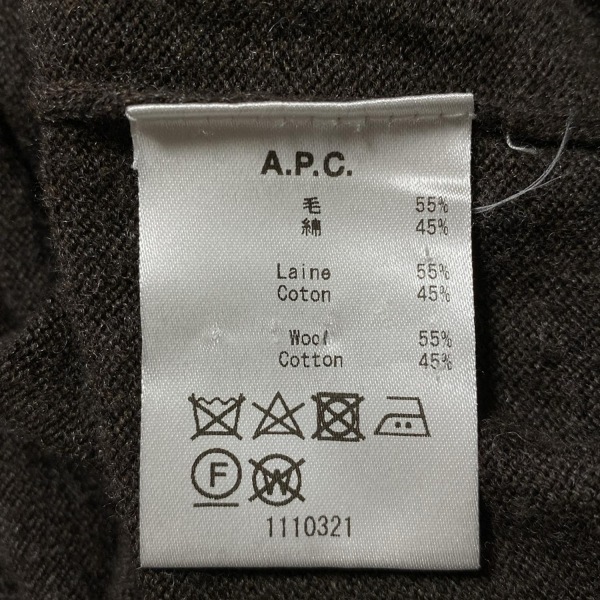 A.P.C.
毛 55%
綿 45%
Laine 55%
Coton 45%
Wool 55%
Cotton 45%
F W
1110321